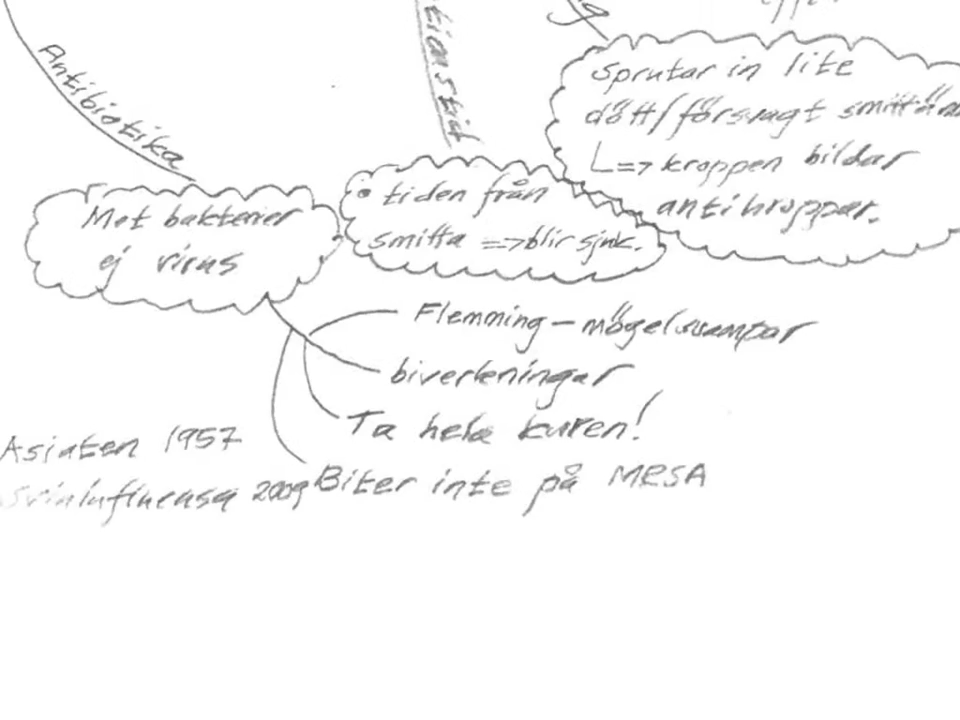 Antibiotika
Mot bakterier
ej virus
tionstid
• tiden från
smitta => blir sjuk.
g
Sprutar in lite
dött/försvagt
L=> kroppen bildar
antikroppar.
Flemming – mögelsvampar
biverkningar
Ta hela kuren!
Biter inte på MRSA
Asiaten 1957
Svininfluensa 2009